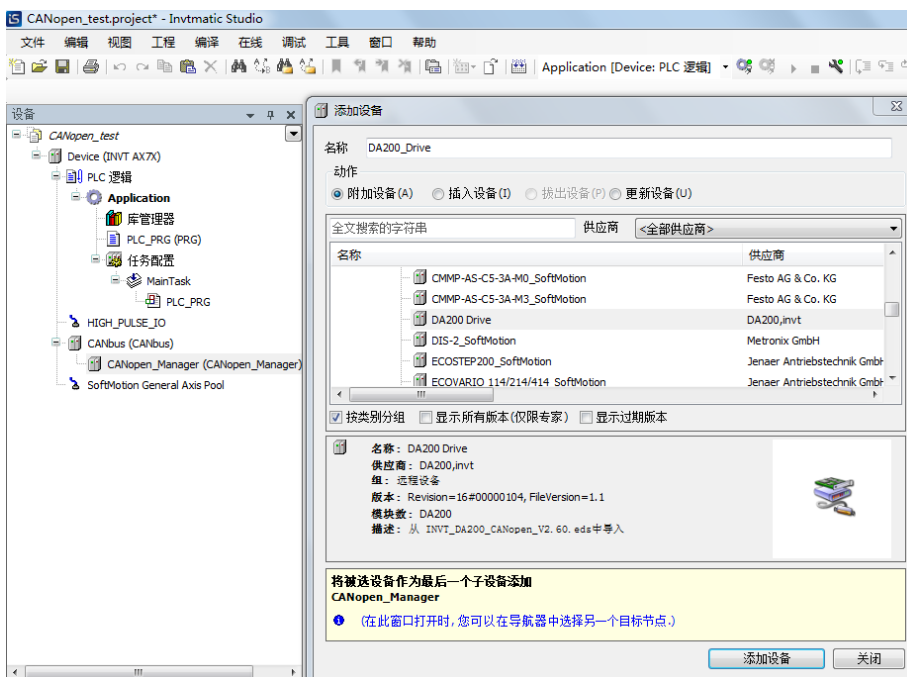 CANopen_test.project* - Invtmatic Studio
文件 编辑 视图 工程 编译 在线 调试 工具 窗口 帮助
Application [Device: PLC 逻辑]
设备
CANopen_test
Device (INVT AX7X)
PLC 逻辑
Application
库管理器
PLC_PRG (PRG)
任务配置
MainTask
PLC_PRG
HIGH_PULSE_IO
CANbus (CANbus)
CANopen_Manager (CANopen_Manager)
SoftMotion General Axis Pool
添加设备
名称 DA200_Drive
动作
附加设备(A) 插入设备(I) 拔出设备(P) 更新设备(U)
全文搜索的字符串 供应商 <全部供应商>
名称 供应商
CMMP-AS-C5-3A-M0_SoftMotion Festo AG & Co. KG
CMMP-AS-C5-3A-M3_SoftMotion Festo AG & Co. KG
DA200 Drive DA200,invt
DIS-2_SoftMotion Metronix GmbH
ECOSTEP200_SoftMotion Jenaer Antriebstechnik GmbH
ECOVARIO 114/214/414 SoftMotion Jenaer Antriebstechnik GmbH
按类别分组 显示所有版本(仅限专家) 显示过期版本
名称: DA200 Drive
供应商: DA200,invt
组: 远程设备
版本: Revision=16#00000104, FileVersion=1.1
模块数: DA200
描述: 从 INVT_DA200_CANopen_V2.60.eds中导入
将被选设备作为最后一个子设备添加
CANopen_Manager
(在此窗口打开时,您可以在导航器中选择另一个目标节点.)
添加设备 关闭